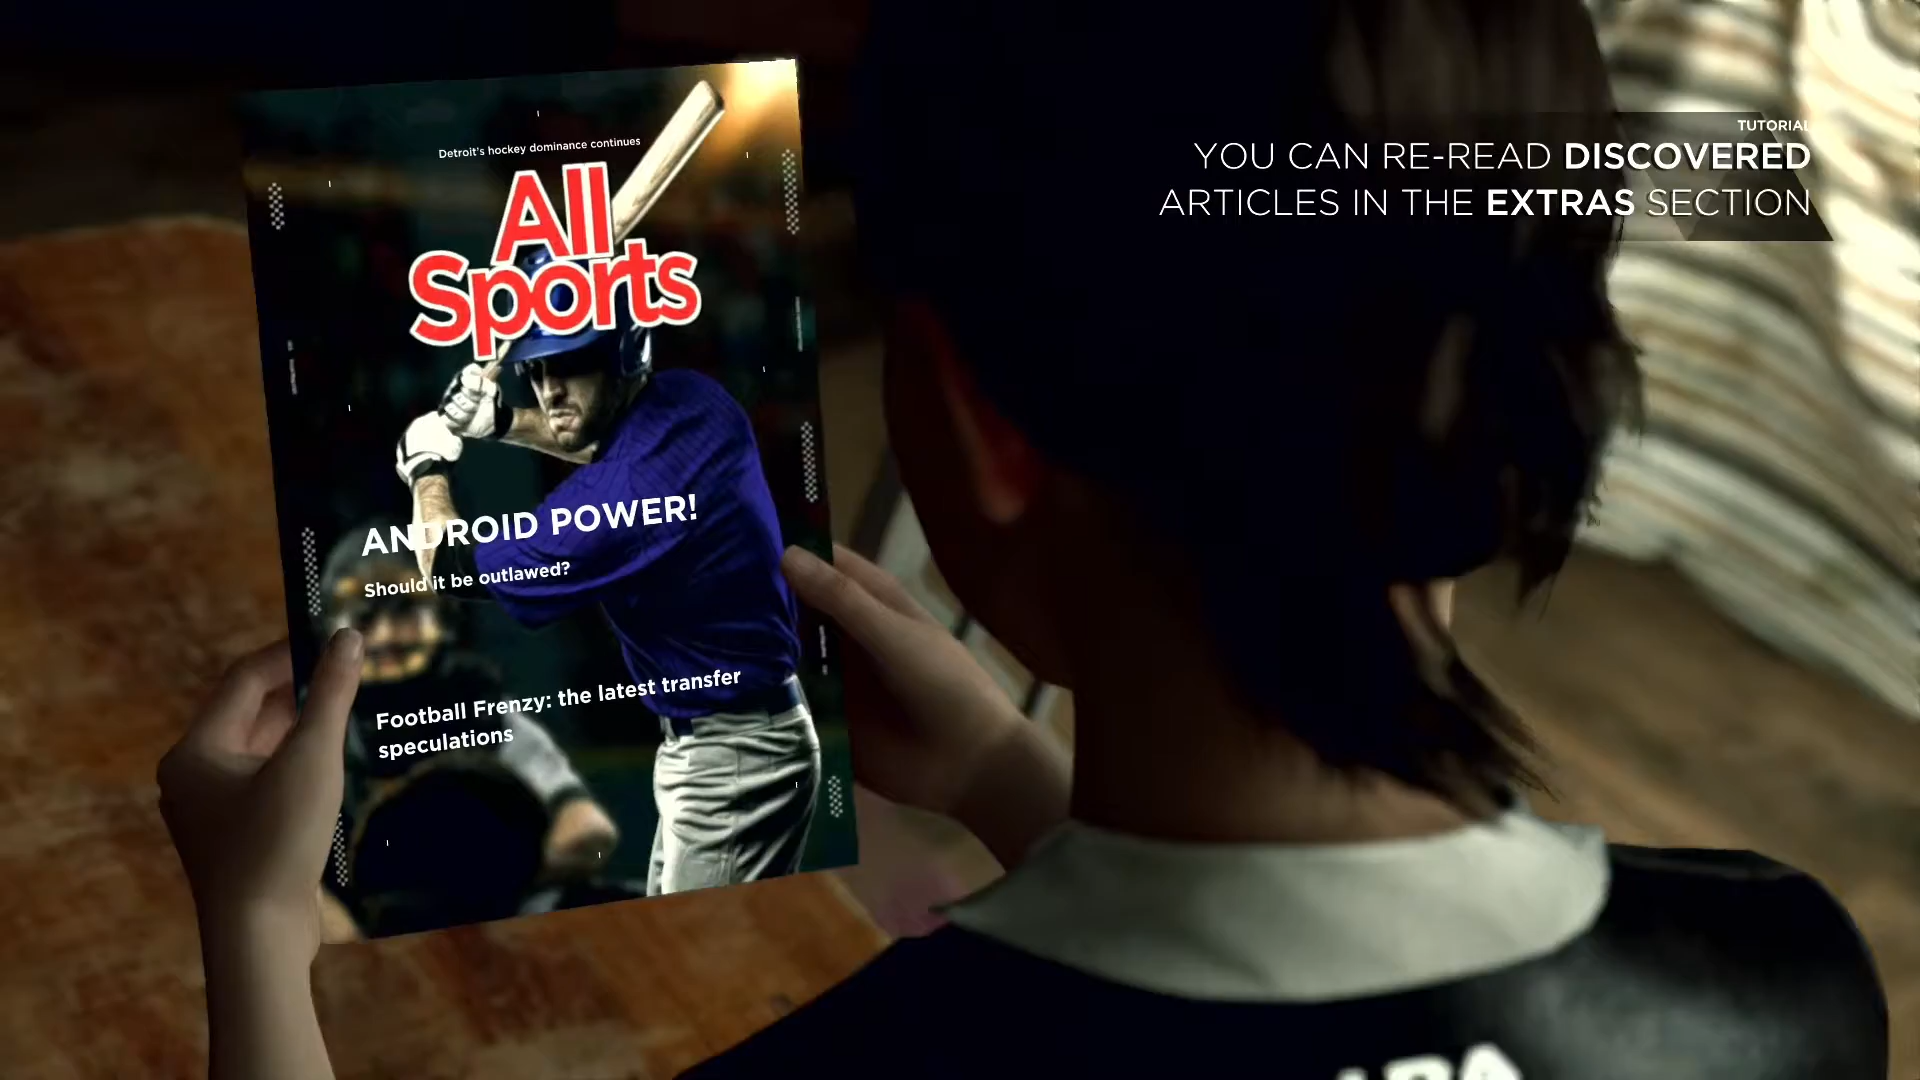 Detroit's hockey dominance continues
All
Sports
ANDROID POWER!
Should it be outlawed?
Football Frenzy: the latest transfer
speculations
TUTORIAL
YOU CAN RE-READ DISCOVERED
ARTICLES IN THE EXTRAS SECTION